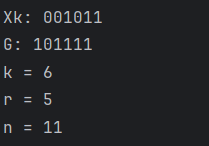 Xk: 001011
G: 101111
k = 6
r = 5
n = 11